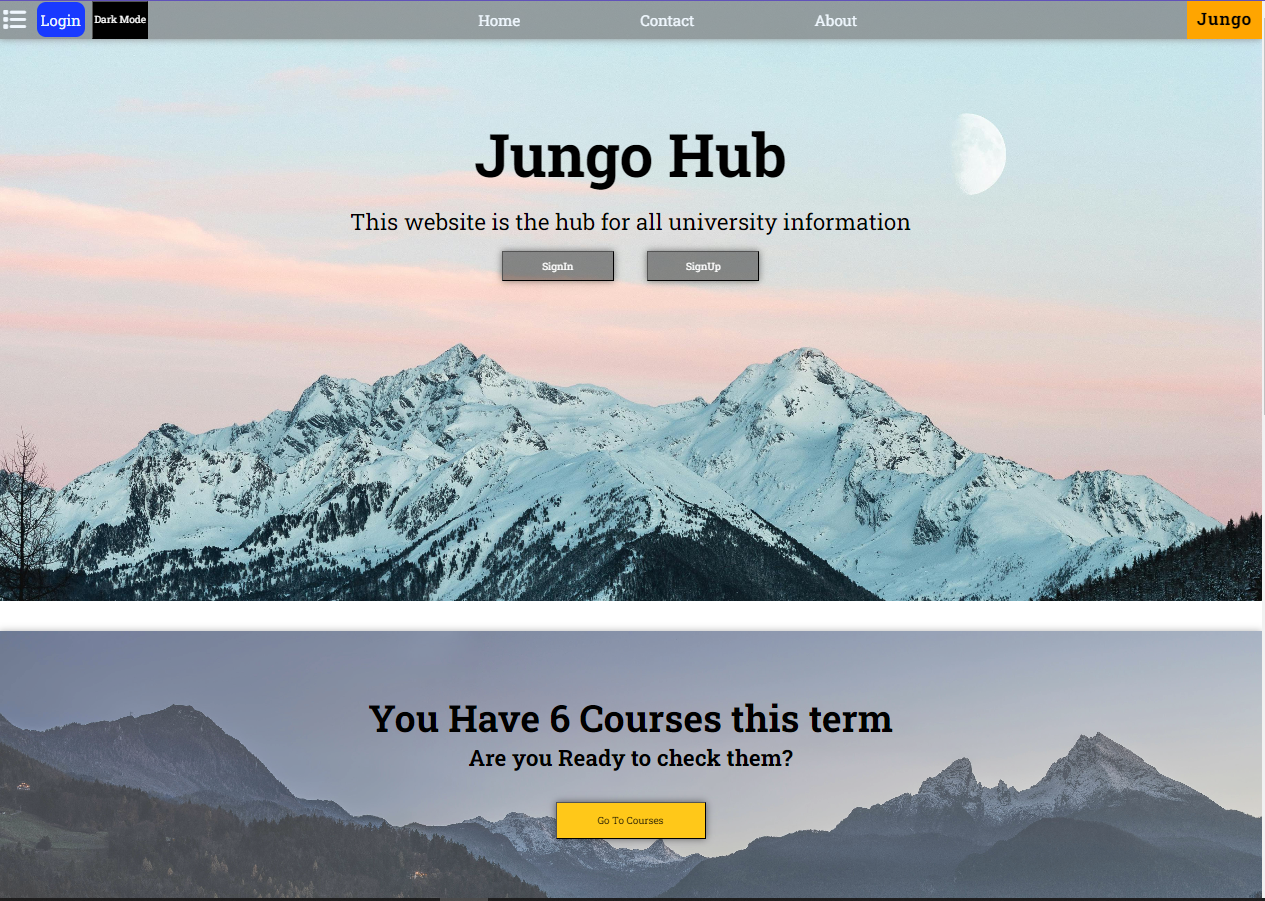 Login Dark Mode Home Contact About Jungo
Jungo Hub
This website is the hub for all university information
SignIn SignUp
You Have 6 Courses this term
Are you Ready to check them?
Go To Courses